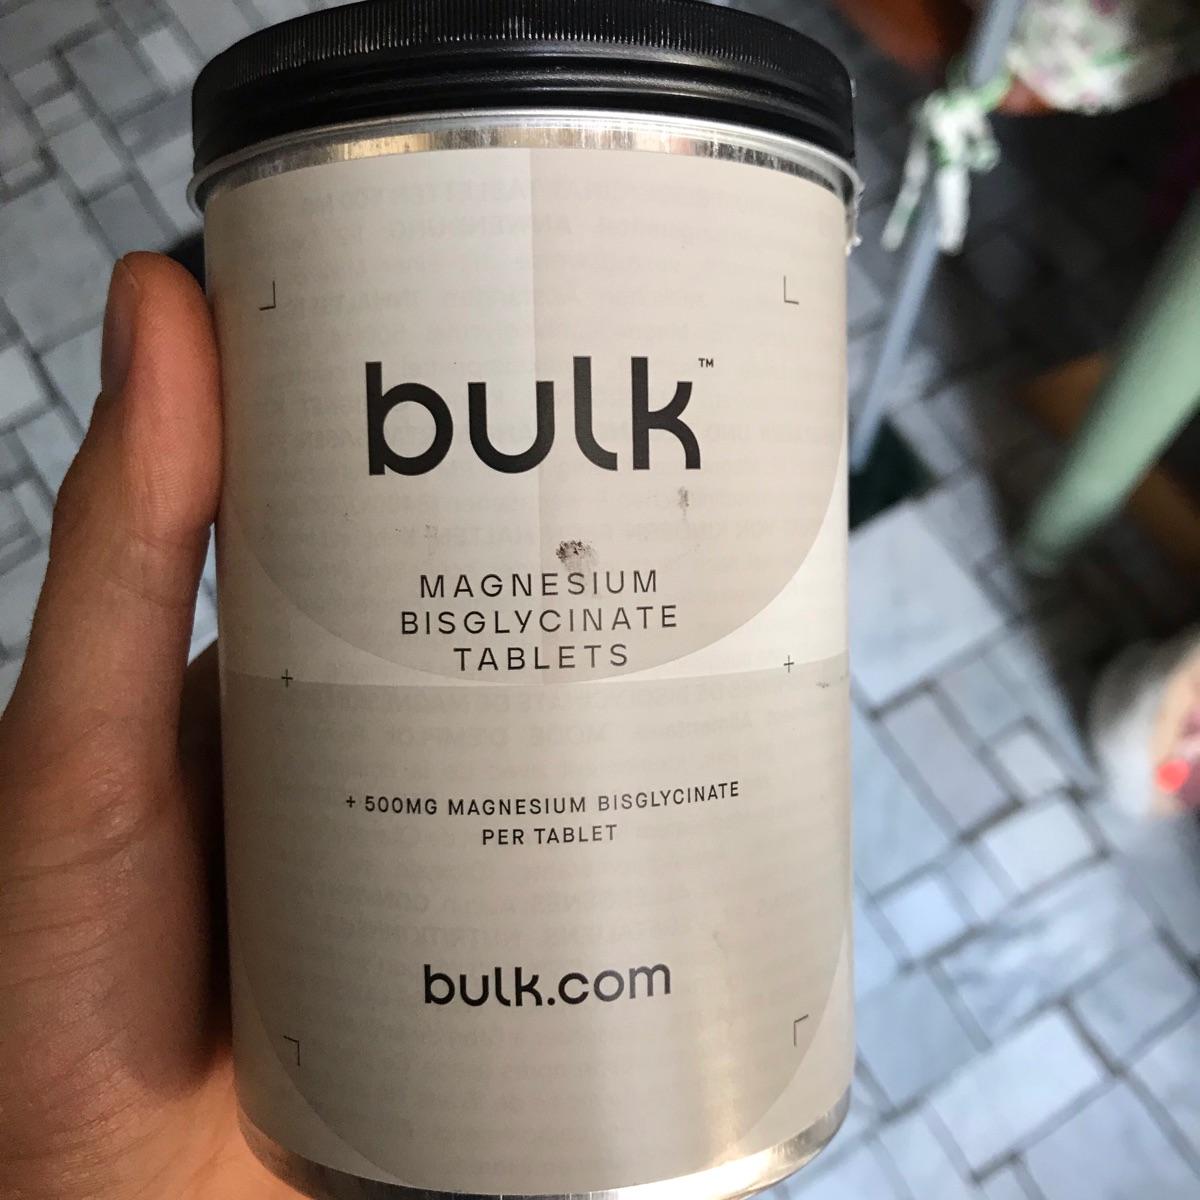 bulk™
MAGNESIUM
BISGLYCINATE
TABLETS
+ 500MG MAGNESIUM BISGLYCINATE
PER TABLET
bulk.com